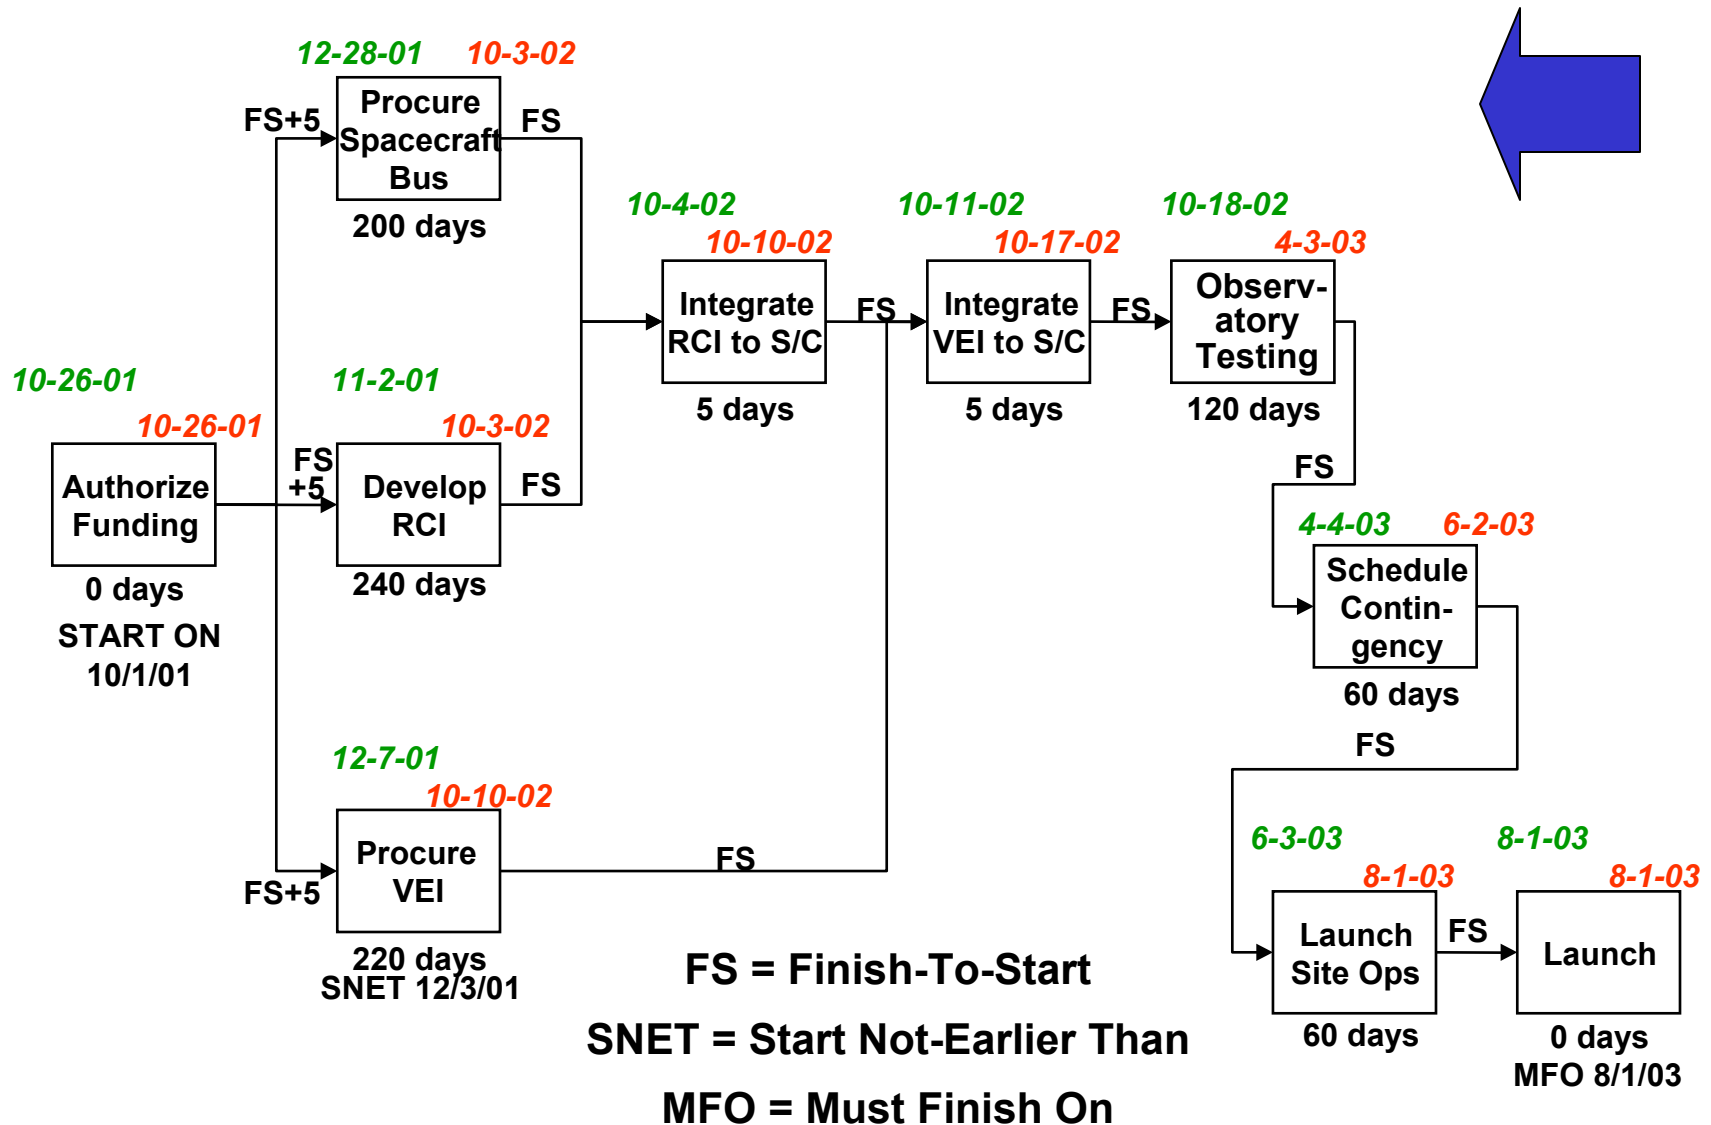 12-28-01 10-3-02
FS+5
Procure
Spacecraft
Bus
FS
200 days
10-4-02
10-10-02
Integrate
RCI to S/C
5 days
FS
10-11-02
10-17-02
Integrate
VEI to S/C
5 days
FS
10-18-02
4-3-03
Observ-
atory
Testing
120 days
10-26-01
10-26-01
Authorize
Funding
0 days
START ON
10/1/01
11-2-01
10-3-02
FS
+5
Develop
RCI
FS
240 days
FS
4-4-03 6-2-03
Schedule
Contin-
gency
60 days
FS
12-7-01
10-10-02
Procure
VEI
FS+5
FS
220 days
SNET 12/3/01
6-3-03
8-1-03
Launch
Site Ops
60 days
FS
8-1-03
8-1-03
Launch
0 days
MFO 8/1/03
FS = Finish-To-Start
SNET = Start Not-Earlier Than
MFO = Must Finish On